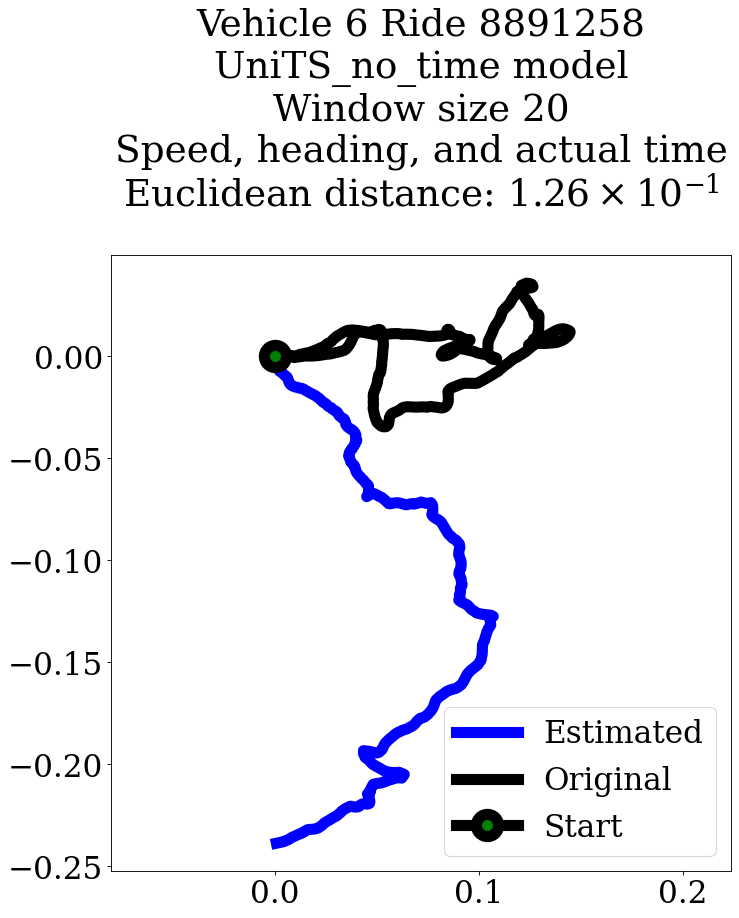 Vehicle 6 Ride 8891258
UniTS_no_time model
Window size 20
Speed, heading, and actual time
Euclidean distance: 1.26 × 10⁻¹
0.00
−0.05
−0.10
−0.15
−0.20
−0.25
0.0 0.1 0.2
Estimated
Original
Start